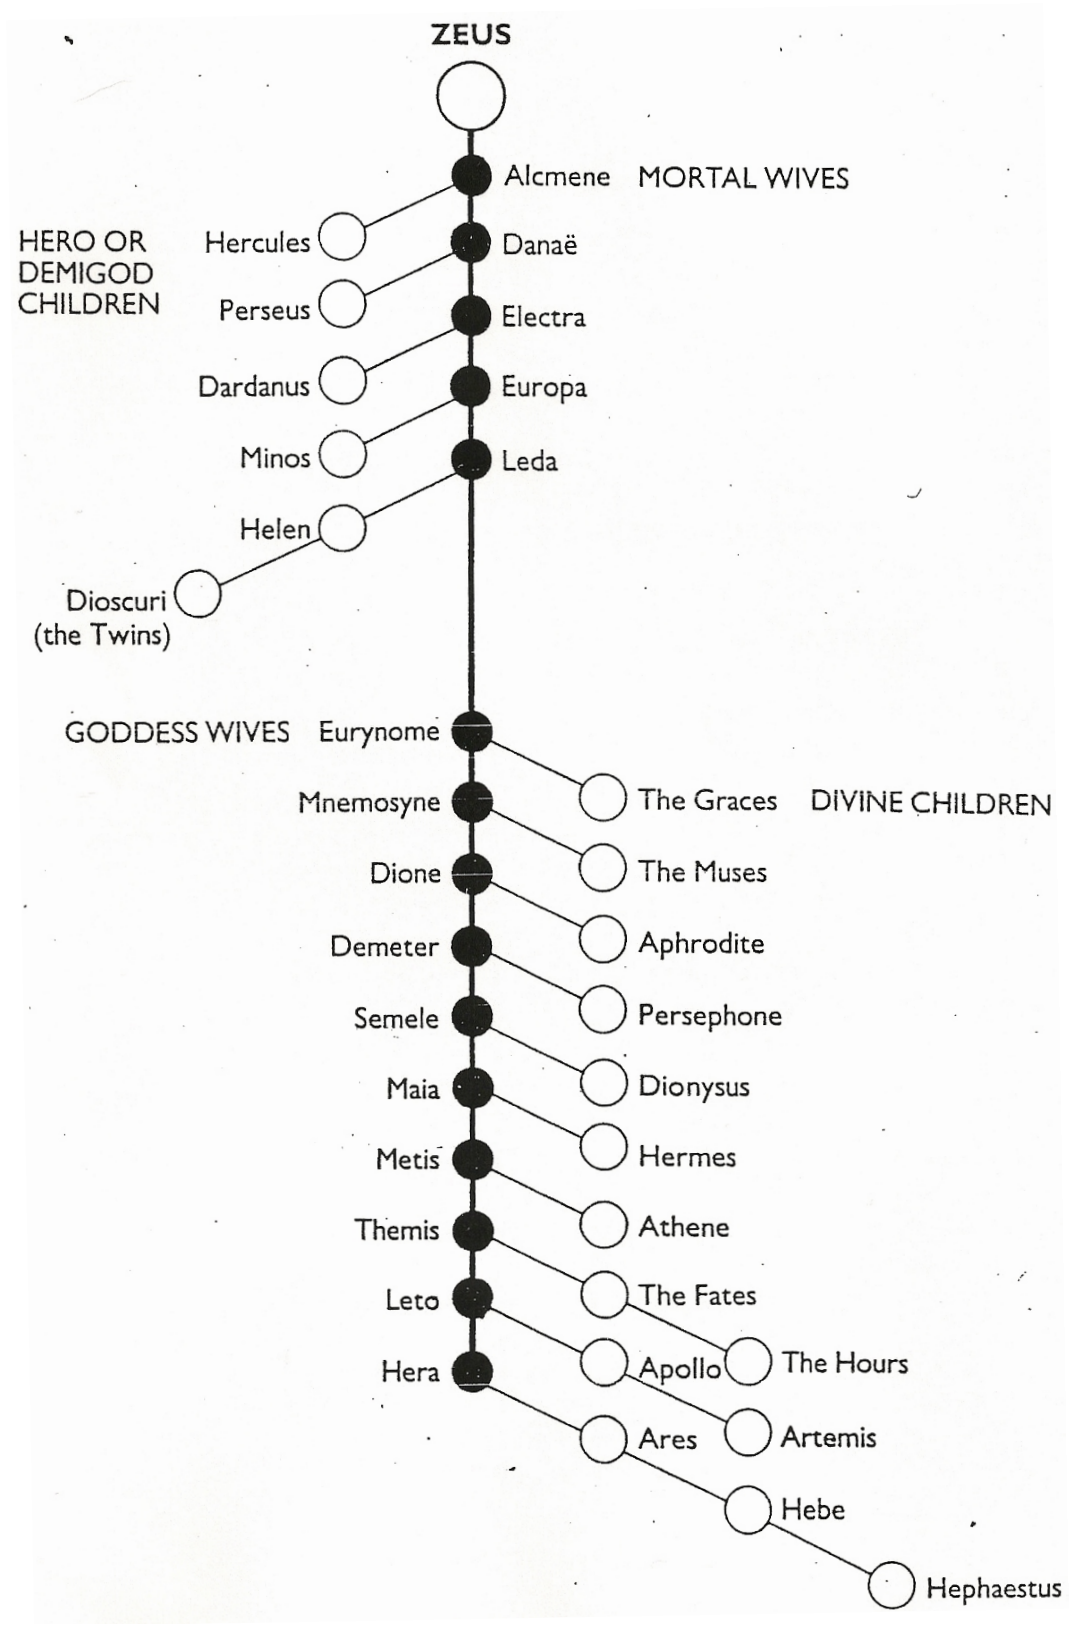 ZEUS
Alcmene MORTAL WIVES
HERO OR
DEMIGOD
CHILDREN
Hercules
Danaë
Perseus
Electra
Dardanus
Europa
Minos
Leda
Helen
Dioscuri
(the Twins)
GODDESS WIVES Eurynome
The Graces DIVINE CHILDREN
Mnemosyne
The Muses
Dione
Aphrodite
Demeter
Persephone
Semele
Dionysus
Maia
Hermes
Metis
Athene
Themis
The Fates
The Hours
Leto
Apollo
Artemis
Hera
Ares
Hebe
Hephaestus